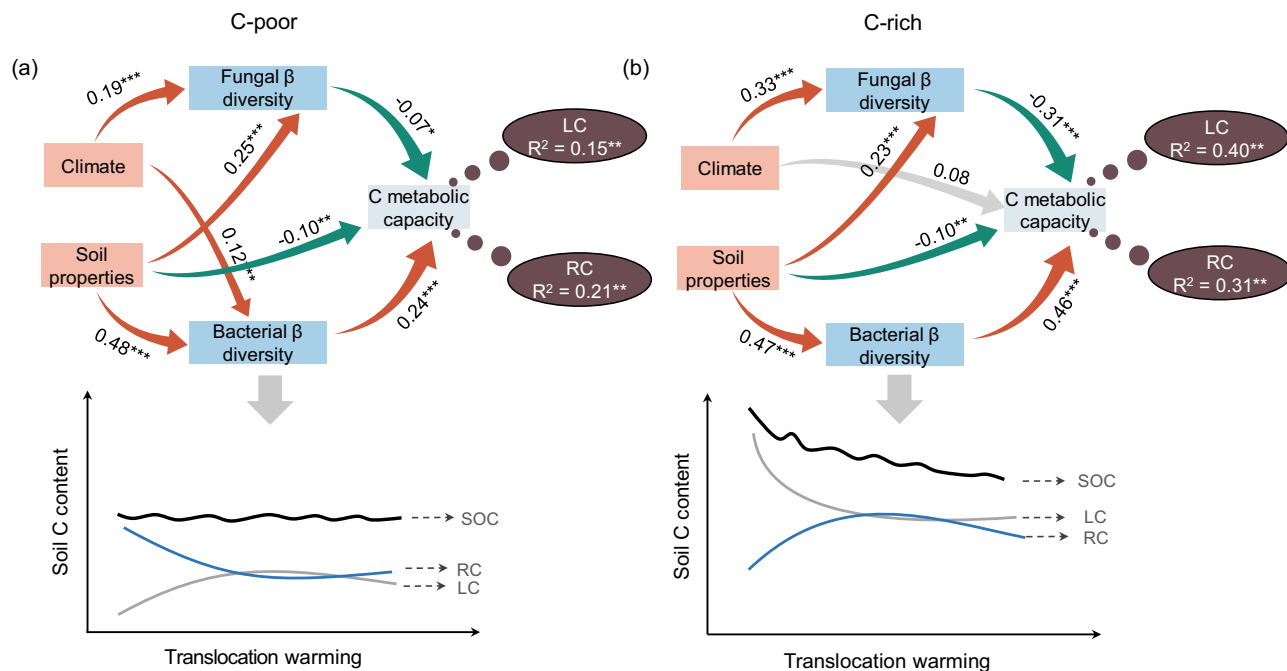 C-poor
(a)
Fungal β
diversity
0.19***
-0.07*
0.25***
LC
R² = 0.15**
Climate
C metabolic
capacity
0.12***
-0.10**
Soil
properties
RC
R² = 0.21**
0.24***
0.48***
Bacterial β
diversity
Soil C content
SOC
RC
LC
Translocation warming
C-rich
(b)
Fungal β
diversity
0.33***
-0.31***
0.23***
LC
R² = 0.40**
Climate
0.08
C metabolic
capacity
-0.10**
Soil
properties
RC
R² = 0.31**
0.46***
0.47***
Bacterial β
diversity
Soil C content
SOC
LC
RC
Translocation warming